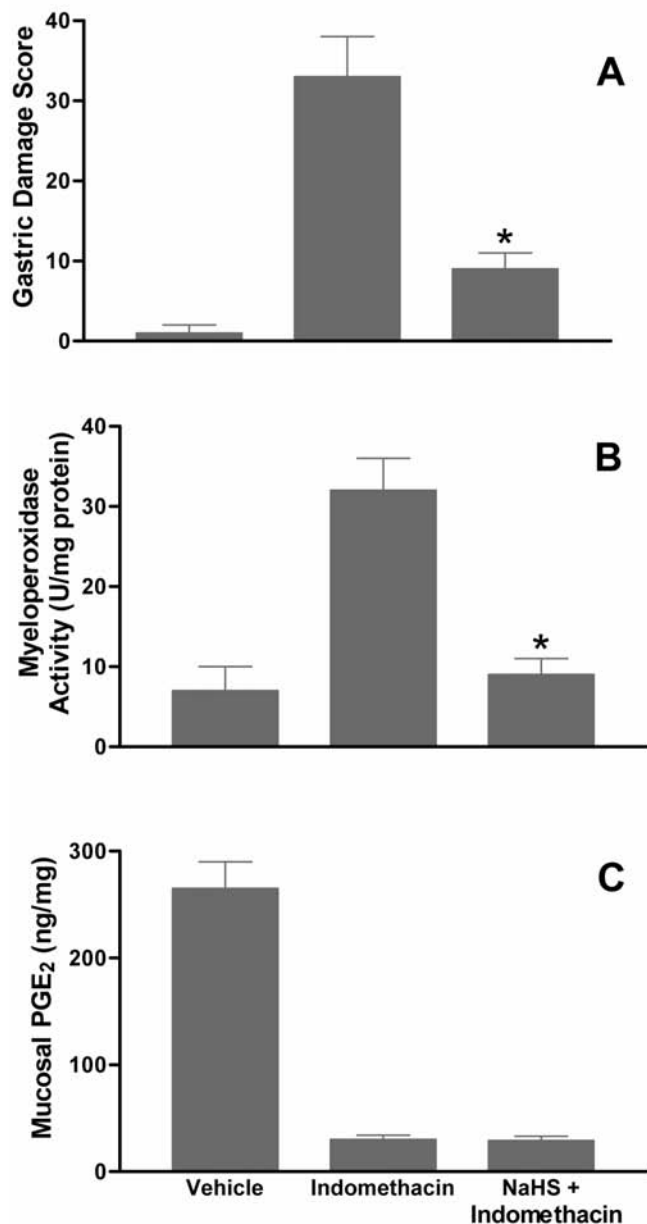 A
Gastric Damage Score
40
30
20
10
0
*
B
Myeloperoxidase
Activity (U/mg protein)
40
30
20
10
0
*
C
Mucosal PGE₂ (ng/mg)
300
200
100
0
Vehicle Indomethacin NaHS +
Indomethacin